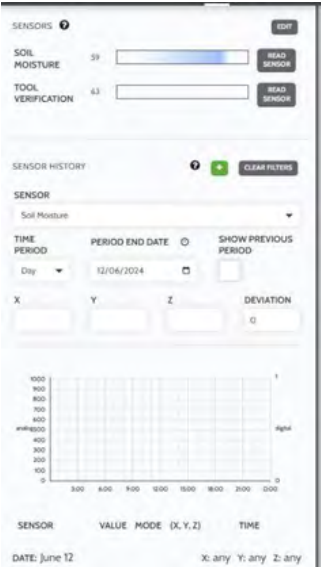 SENSORS ? EDIT
SOIL MOISTURE 59 READ SENSOR
TOOL VERIFICATION 63 READ SENSOR
SENSOR HISTORY ? + CLEAR FILTERS
SENSOR
Soil Moisture
TIME PERIOD PERIOD END DATE SHOW PREVIOUS PERIOD
Day 12/06/2024
X Y Z DEVIATION
0
1000 1
900
800
700
600
analog 500 digital
400
300
200
100
0 0
3:00 6:00 9:00 12:00 15:00 18:00 21:00 0:00
SENSOR VALUE MODE (X, Y, Z) TIME
DATE: June 12 X: any Y: any Z: any